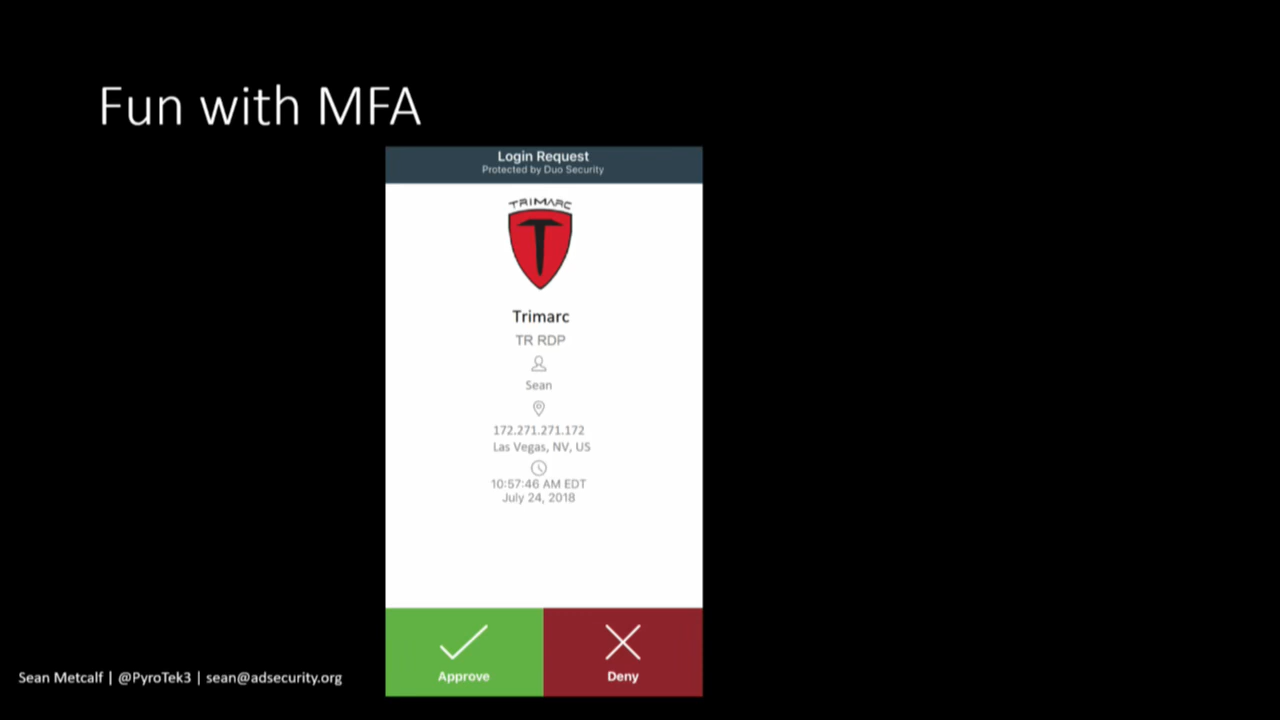 Fun with MFA
Login Request
Protected by Duo Security
TRIMARC
Trimarc
TR RDP
Sean
172.271.271.172
Las Vegas, NV, US
10:57:46 AM EDT
July 24, 2018
Approve
Deny
Sean Metcalf | @PyroTek3 | sean@adsecurity.org